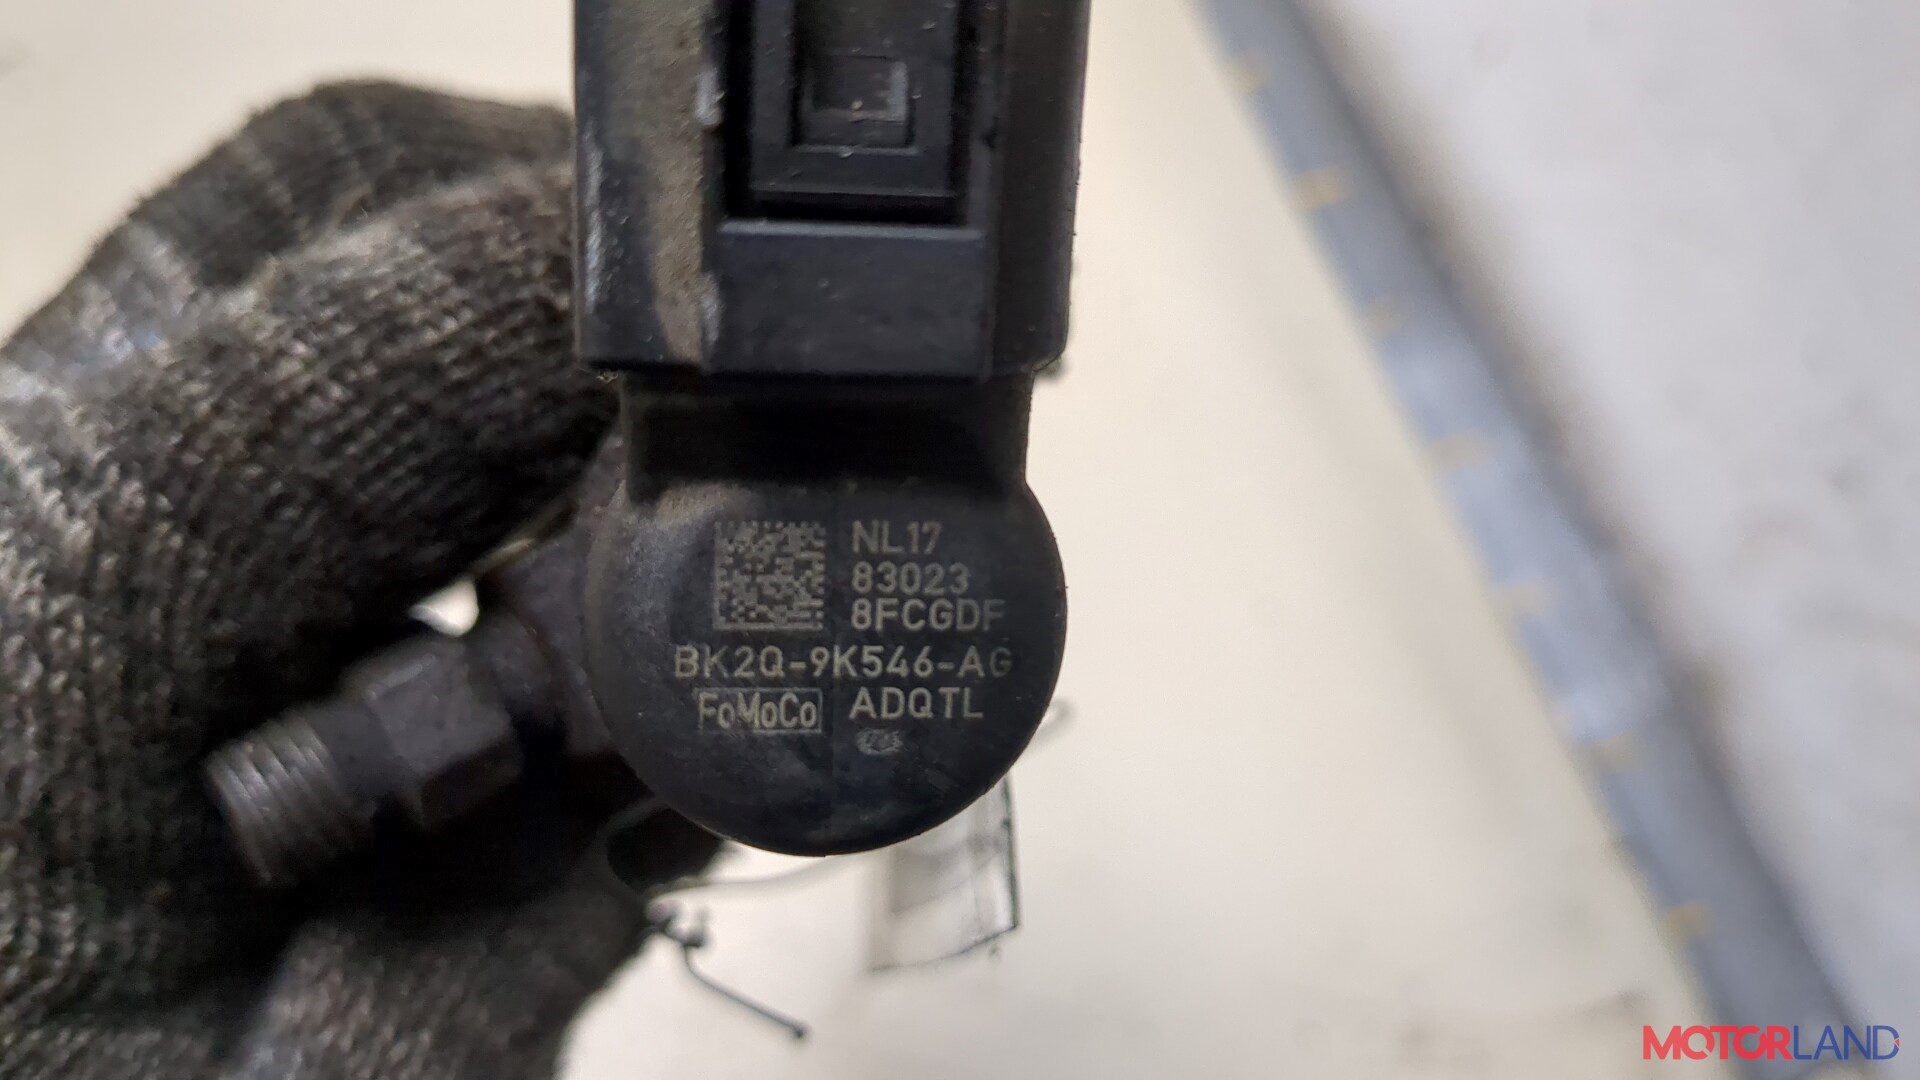 NL17
83023
8FCGDF
BK2Q-9K546-AG
FoMoCo ADQTL
MOTORLAND